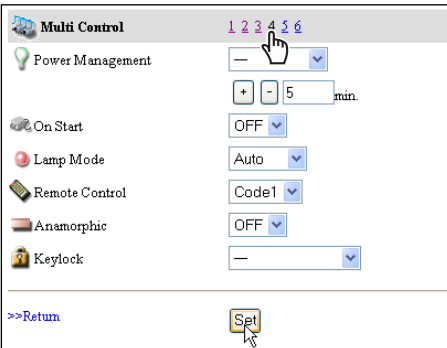 Multi Control 1 2 3 4 5 6
Power Management —
+ - 5 min.
On Start OFF
Lamp Mode Auto
Remote Control Code1
Anamorphic OFF
Keylock —
>>Return Set